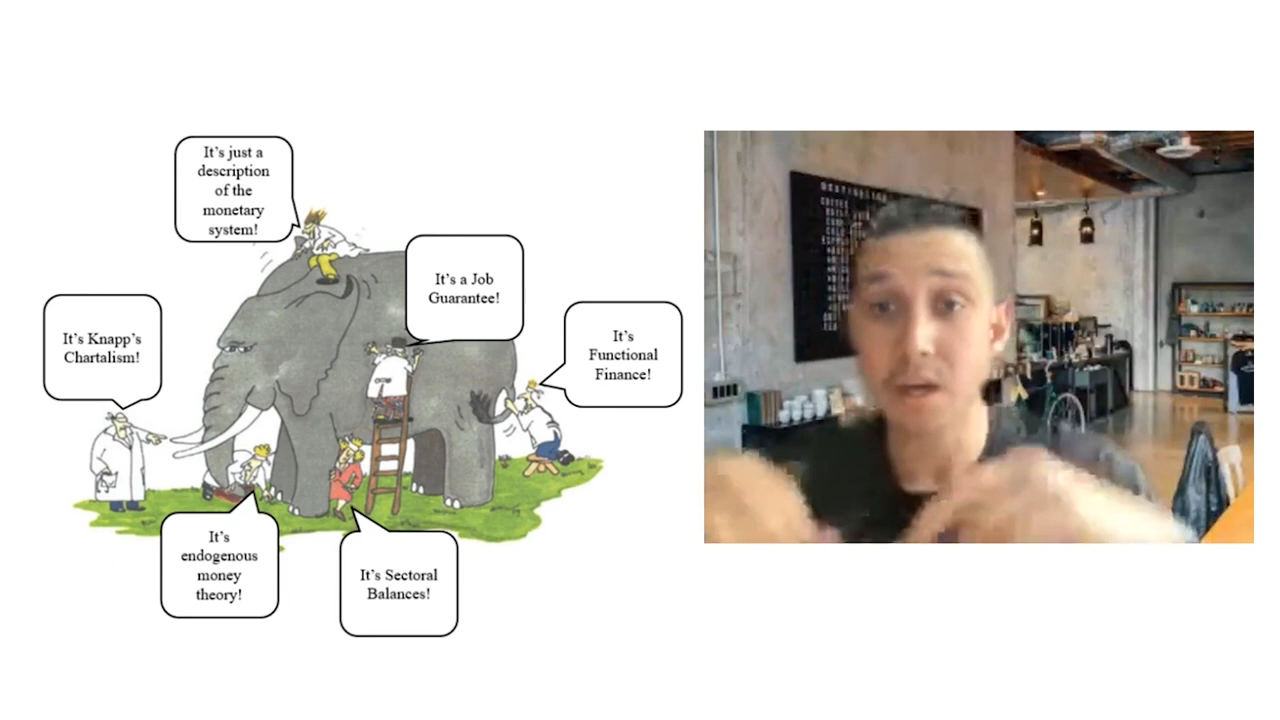 It’s just a
description
of the
monetary
system!
It’s a Job
Guarantee!
It’s Knapp’s
Chartalism!
It’s
Functional
Finance!
It’s
endogenous
money
theory!
It’s Sectoral
Balances!